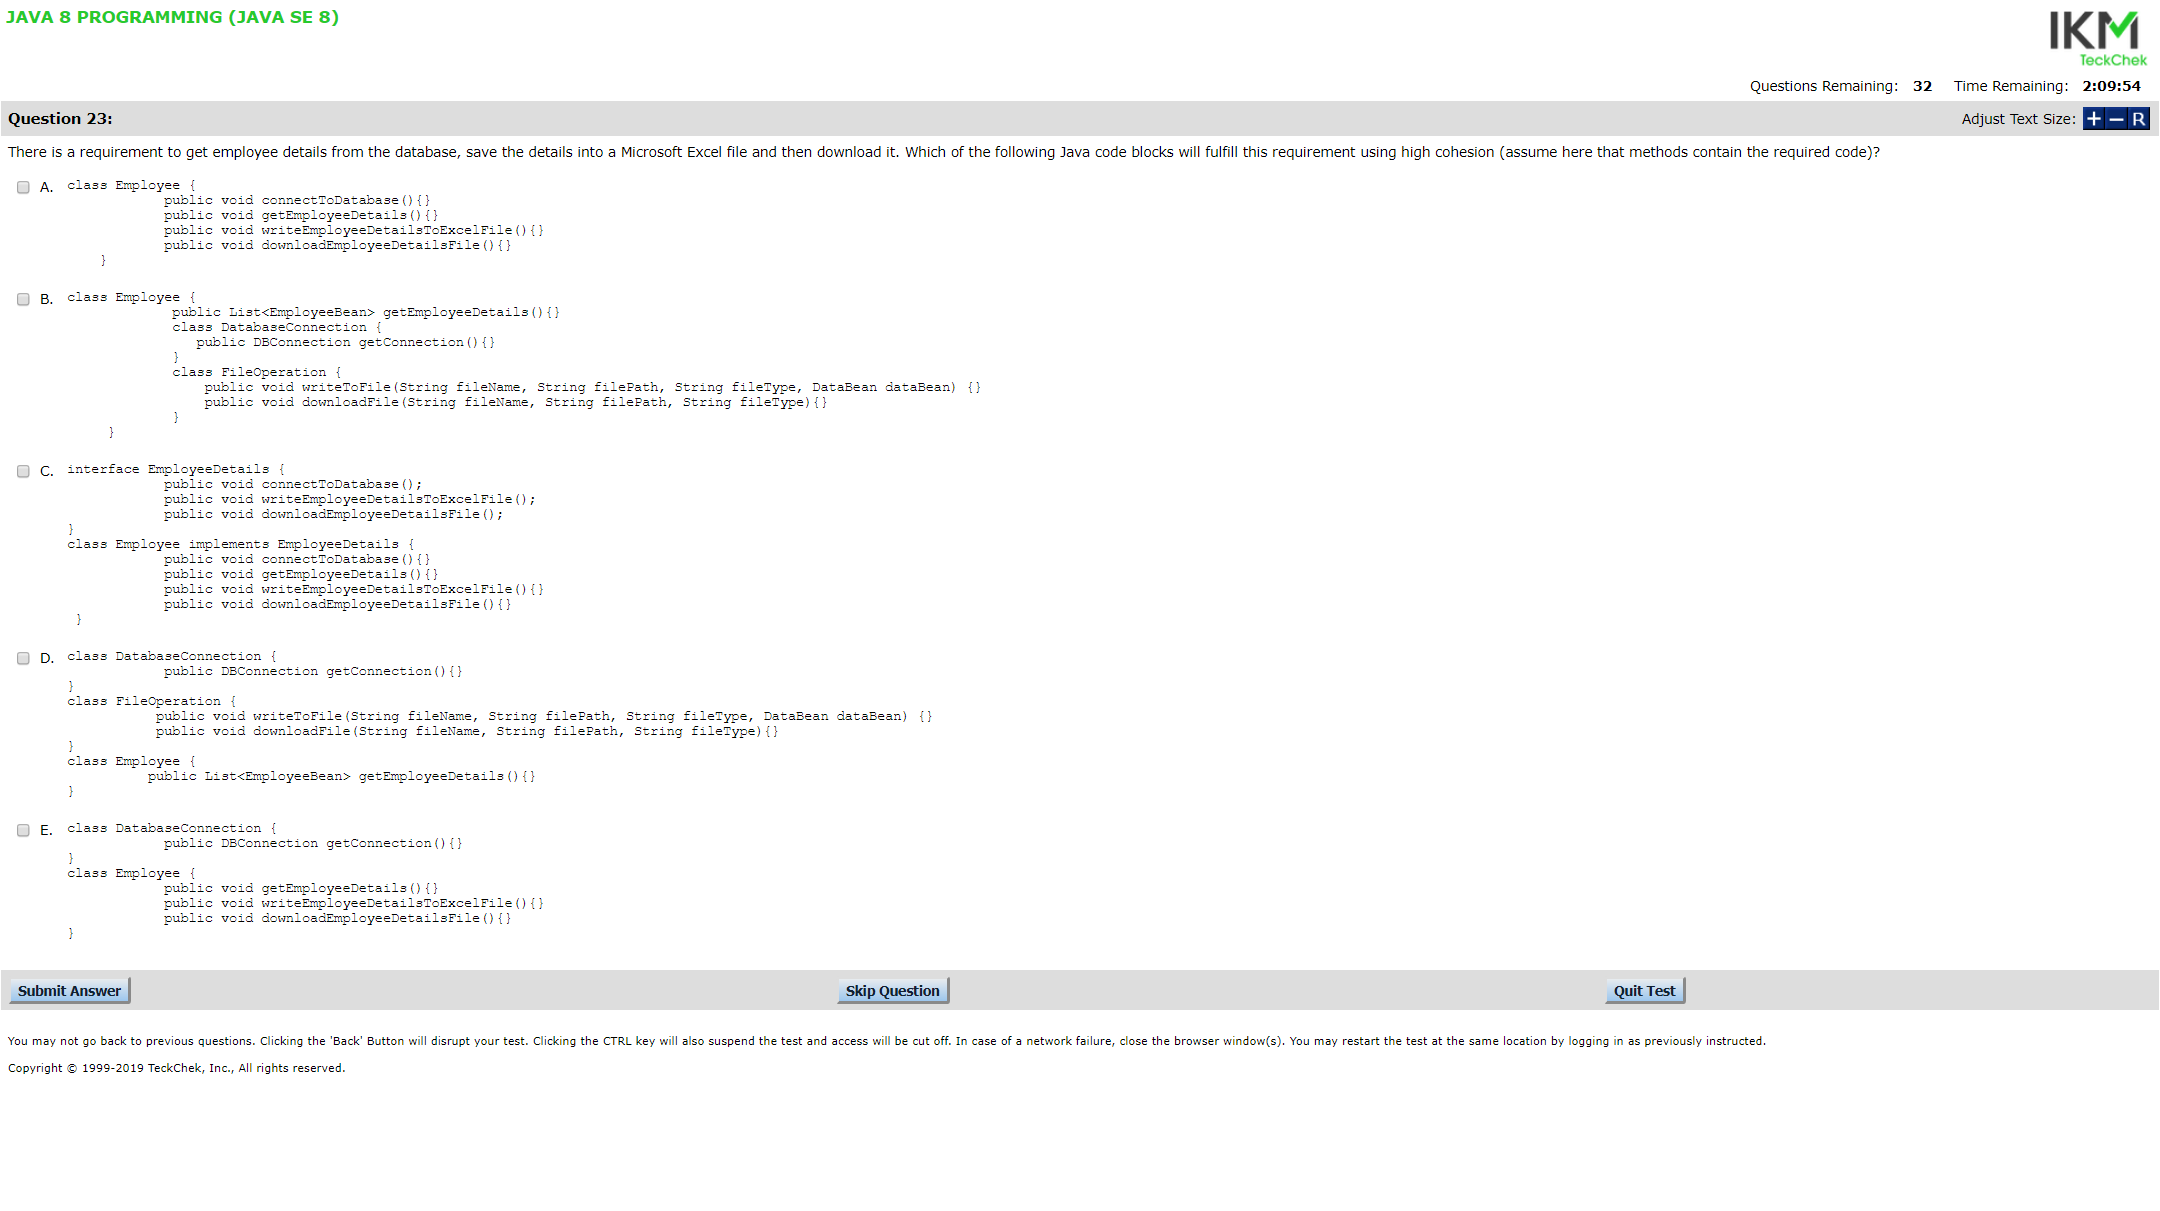 JAVA 8 PROGRAMMING (JAVA SE 8)
IKM
TeckChek
Questions Remaining: 32 Time Remaining: 2:09:54
Question 23:
Adjust Text Size: + − R
There is a requirement to get employee details from the database, save the details into a Microsoft Excel file and then download it. Which of the following Java code blocks will fulfill this requirement using high cohesion (assume here that methods contain the required code)?
A. class Employee {
public void connectToDatabase(){}
public void getEmployeeDetails(){}
public void writeEmployeeDetailsToExcelFile(){}
public void downloadEmployeeDetailsFile(){}
}
B. class Employee {
public List<EmployeeBean> getEmployeeDetails(){}
class DatabaseConnection {
public DBConnection getConnection(){}
}
class FileOperation {
public void writeToFile(String fileName, String filePath, String fileType, DataBean dataBean) {}
public void downloadFile(String fileName, String filePath, String fileType){}
}
}
C. interface EmployeeDetails {
public void connectToDatabase();
public void writeEmployeeDetailsToExcelFile();
public void downloadEmployeeDetailsFile();
}
class Employee implements EmployeeDetails {
public void connectToDatabase(){}
public void getEmployeeDetails(){}
public void writeEmployeeDetailsToExcelFile(){}
public void downloadEmployeeDetailsFile(){}
}
D. class DatabaseConnection {
public DBConnection getConnection(){}
}
class FileOperation {
public void writeToFile(String fileName, String filePath, String fileType, DataBean dataBean) {}
public void downloadFile(String fileName, String filePath, String fileType){}
}
class Employee {
public List<EmployeeBean> getEmployeeDetails(){}
}
E. class DatabaseConnection {
public DBConnection getConnection(){}
}
class Employee {
public void getEmployeeDetails(){}
public void writeEmployeeDetailsToExcelFile(){}
public void downloadEmployeeDetailsFile(){}
}
Submit Answer Skip Question Quit Test
You may not go back to previous questions. Clicking the 'Back' Button will disrupt your test. Clicking the CTRL key will also suspend the test and access will be cut off. In case of a network failure, close the browser window(s). You may restart the test at the same location by logging in as previously instructed.
Copyright © 1999-2019 TeckChek, Inc., All rights reserved.